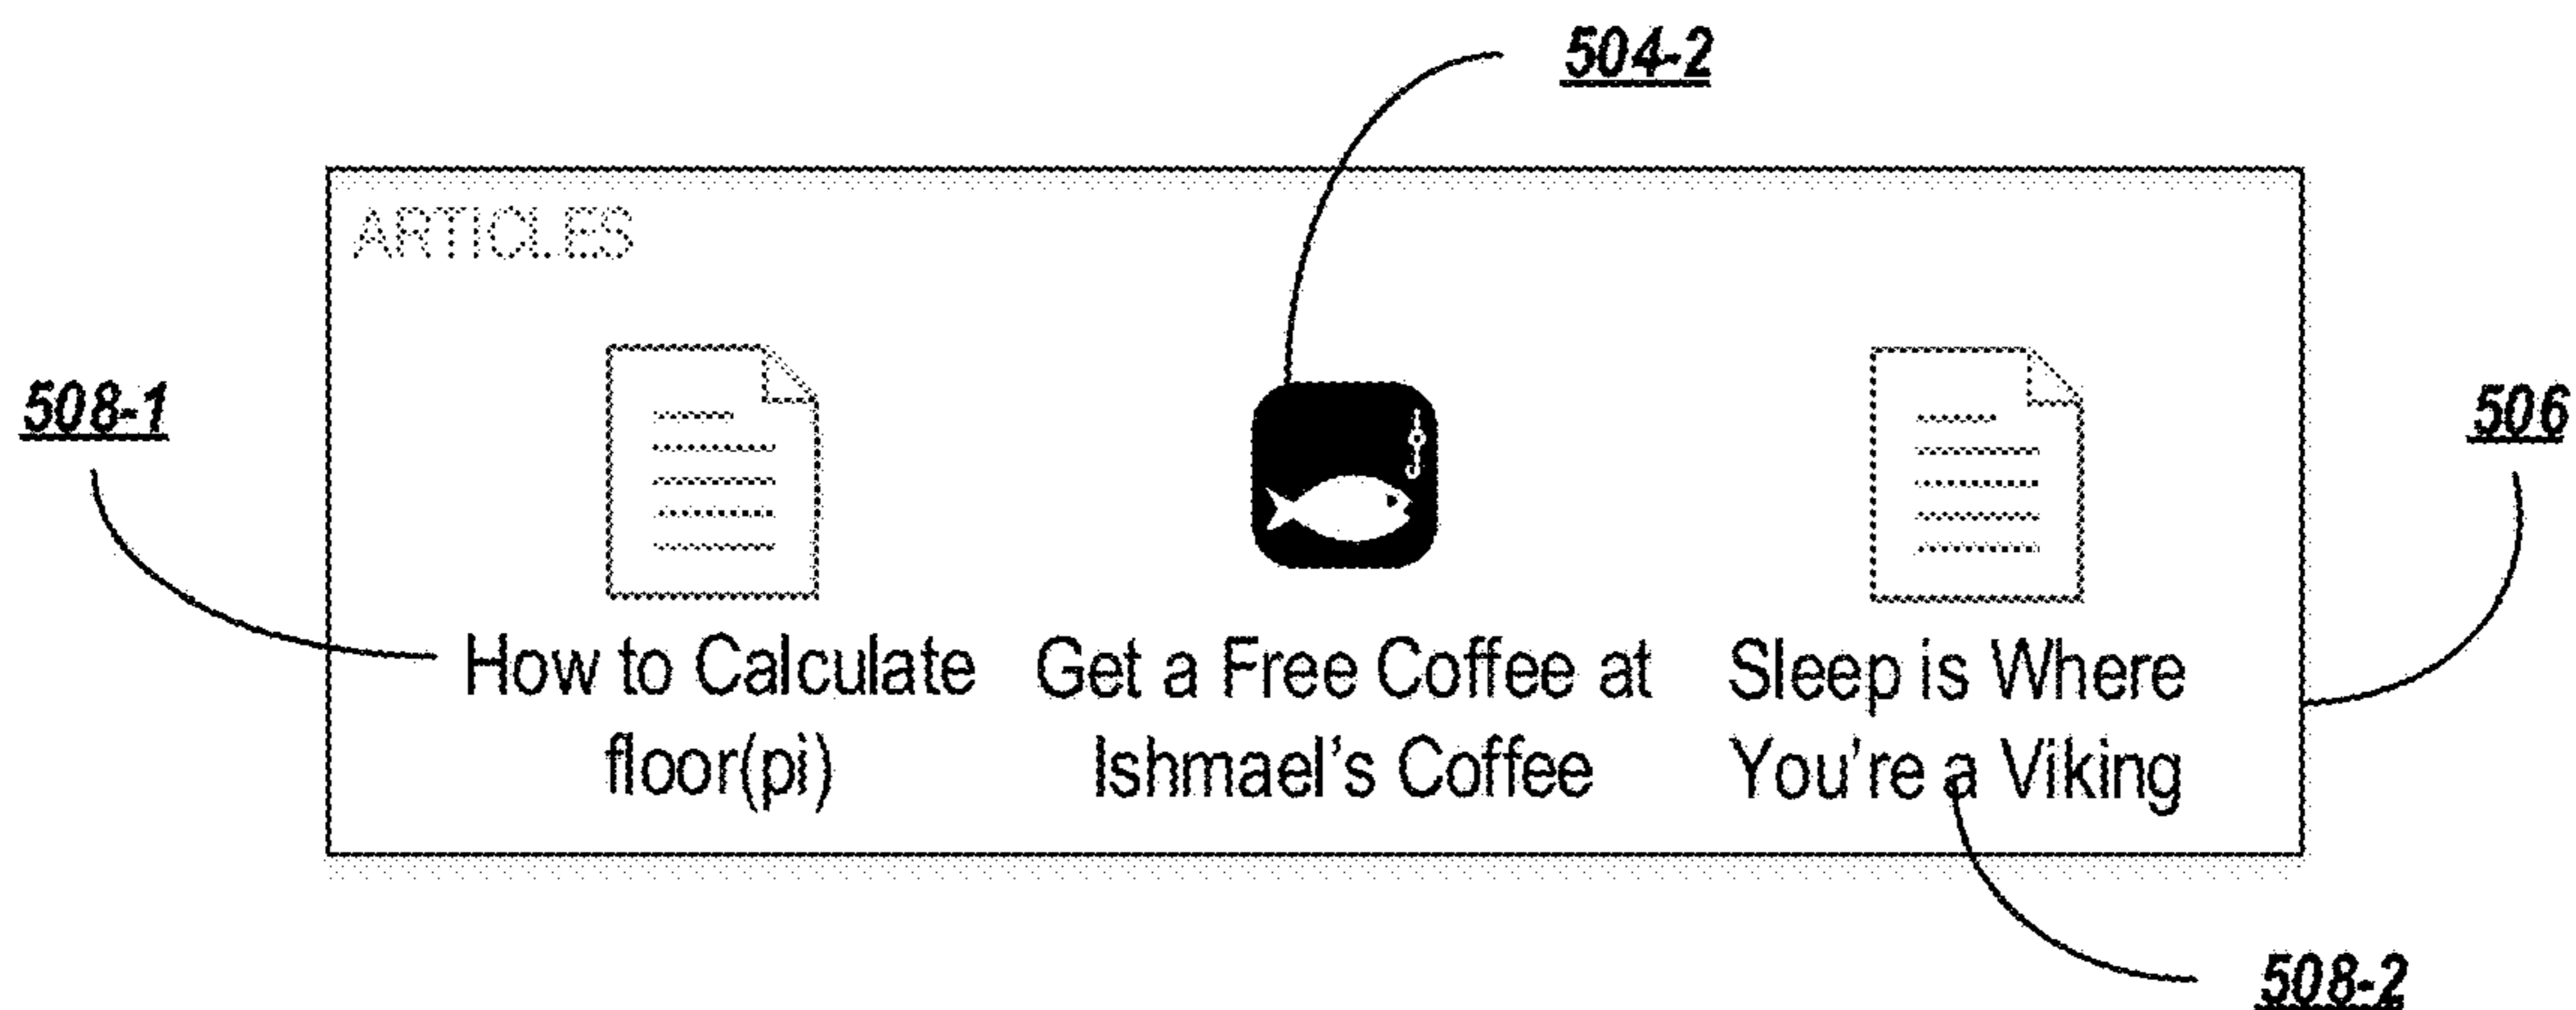 504-2
ARTICLES
508-1
506
How to Calculate
floor(pi)
Get a Free Coffee at
Ishmael's Coffee
Sleep is Where
You're a Viking
508-2